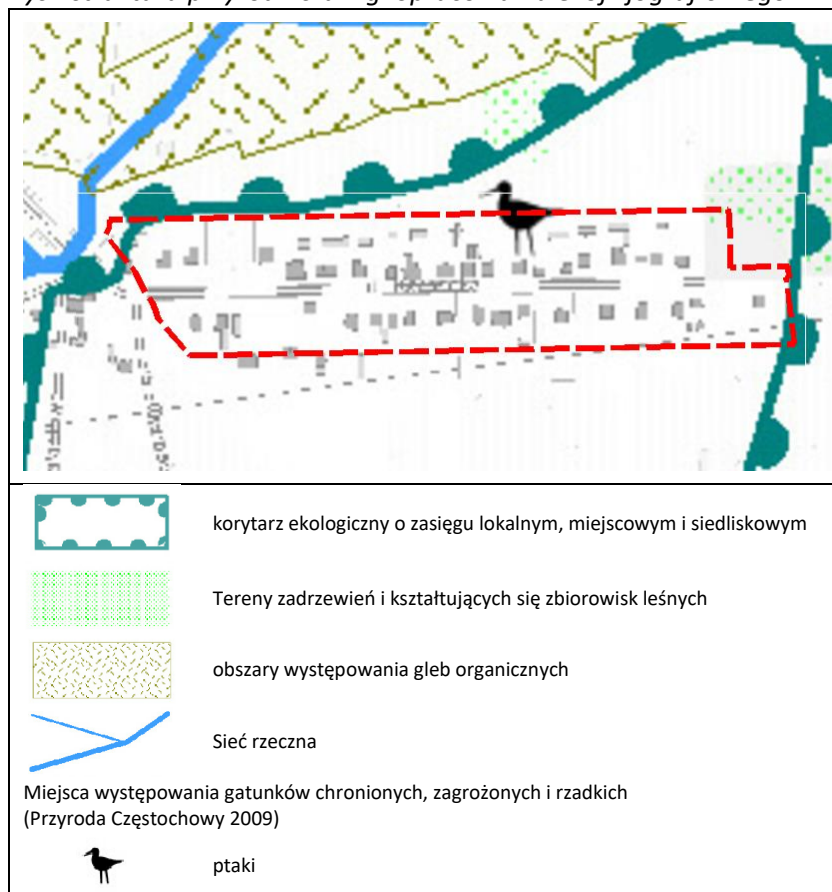 korytarz ekologiczny o zasięgu lokalnym, miejscowym i siedliskowym
Tereny zadrzewień i kształtujących się zbiorowisk leśnych
obszary występowania gleb organicznych
Sieć rzeczna
Miejsca występowania gatunków chronionych, zagrożonych i rzadkich
(Przyroda Częstochowy 2009)
ptaki